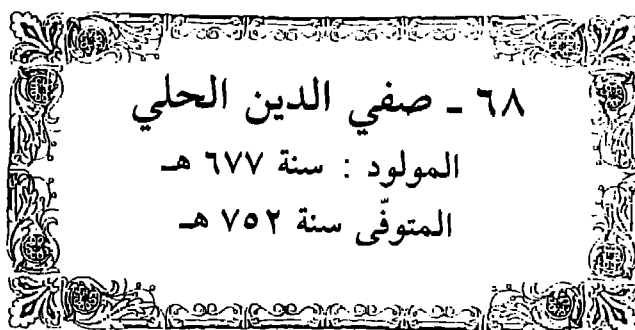 ٦٨ ـ صفي الدين الحلي
المولود : سنة ٦٧٧ هـ
المتوفّى سنة ٧٥٢ هـ